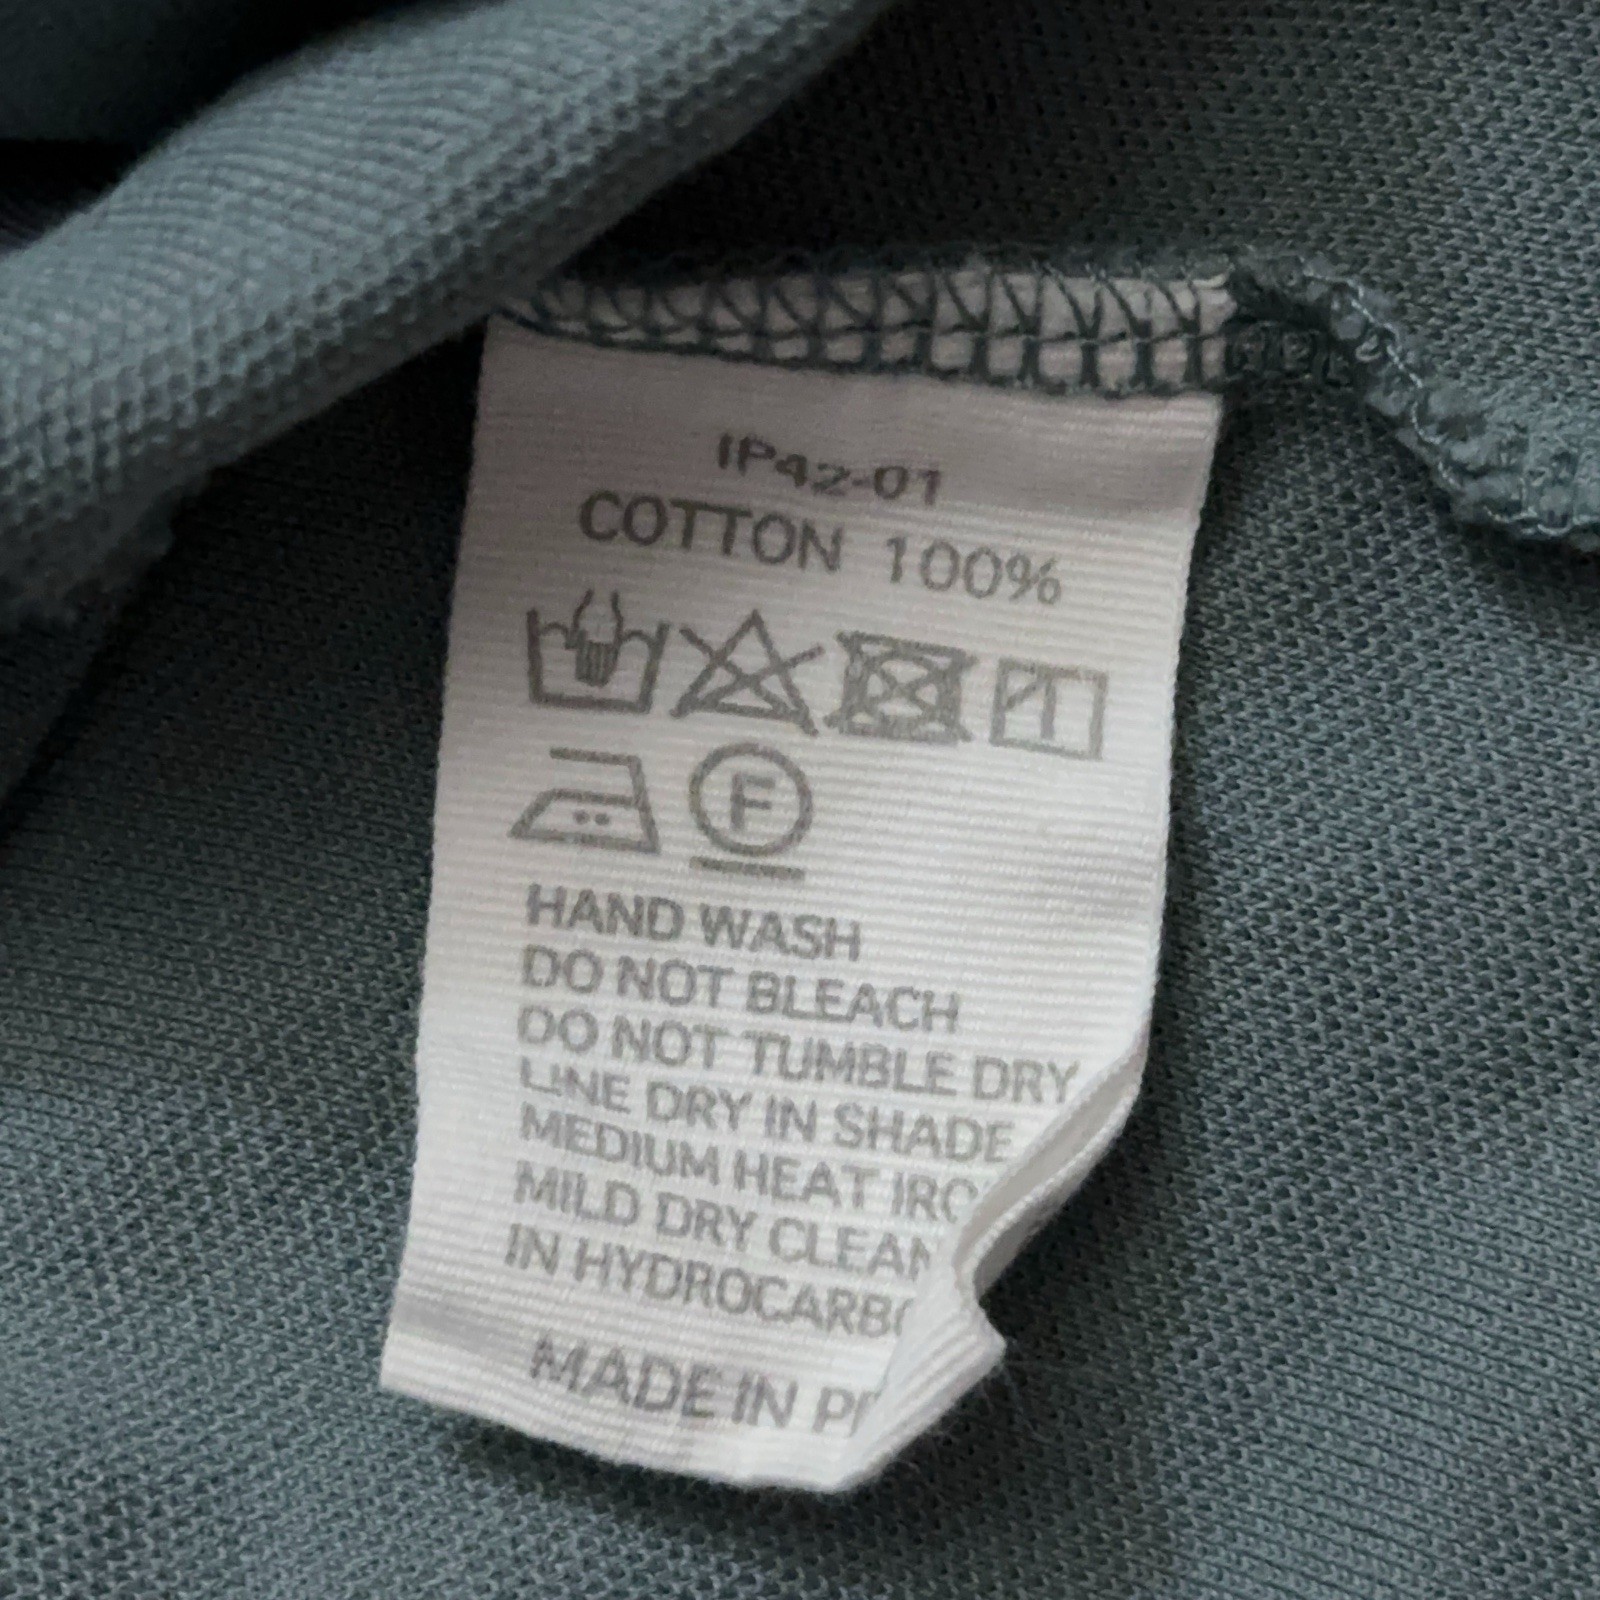 IP42-01
COTTON 100%
F
HAND WASH
DO NOT BLEACH
DO NOT TUMBLE DRY
LINE DRY IN SHADE
MEDIUM HEAT
MILD DRY
IN
MADE IN